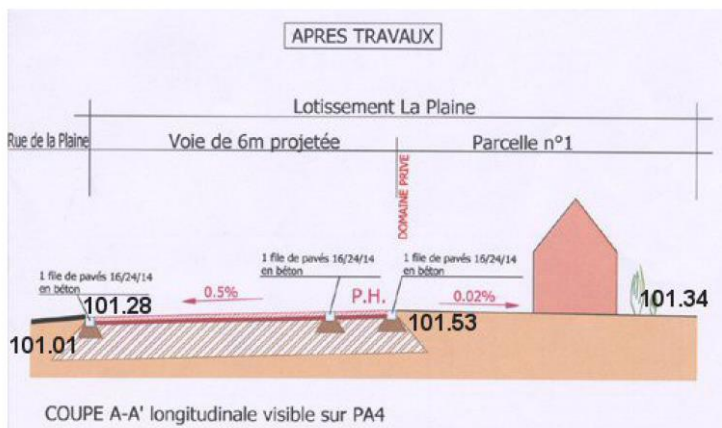 APRES TRAVAUX
Lotissement La Plaine
Rue de la Plaine
Voie de 6m projetée
Parcelle n°1
DOMAINE PRIVE
1 file de pavés 16/24/14
en béton
1 file de pavés 16/24/14
en béton
1 file de pavés 16/24/14
en béton
101.28
0.5%
P.H.
0.02%
101.34
101.01
101.53
COUPE A-A' longitudinale visible sur PA4